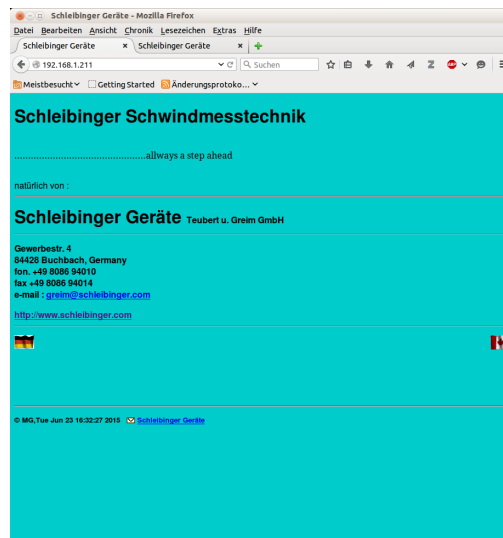 Schleibinger Geräte - Mozilla Firefox
Datei Bearbeiten Ansicht Chronik Lesezeichen Extras Hilfe
Schleibinger Geräte × Schleibinger Geräte × +
192.168.1.211 Suchen
Meistbesucht Getting Started Änderungsprotoko...
Schleibinger Schwindmesstechnik
................................................allways a step ahead
natürlich von :
Schleibinger Geräte Teubert u. Greim GmbH
Gewerbestr. 4
84428 Buchbach, Germany
fon. +49 8086 94010
fax +49 8086 94014
e-mail : greim@schleibinger.com
http://www.schleibinger.com
© MG,Tue Jun 23 16:32:27 2015 Schleibinger Geräte